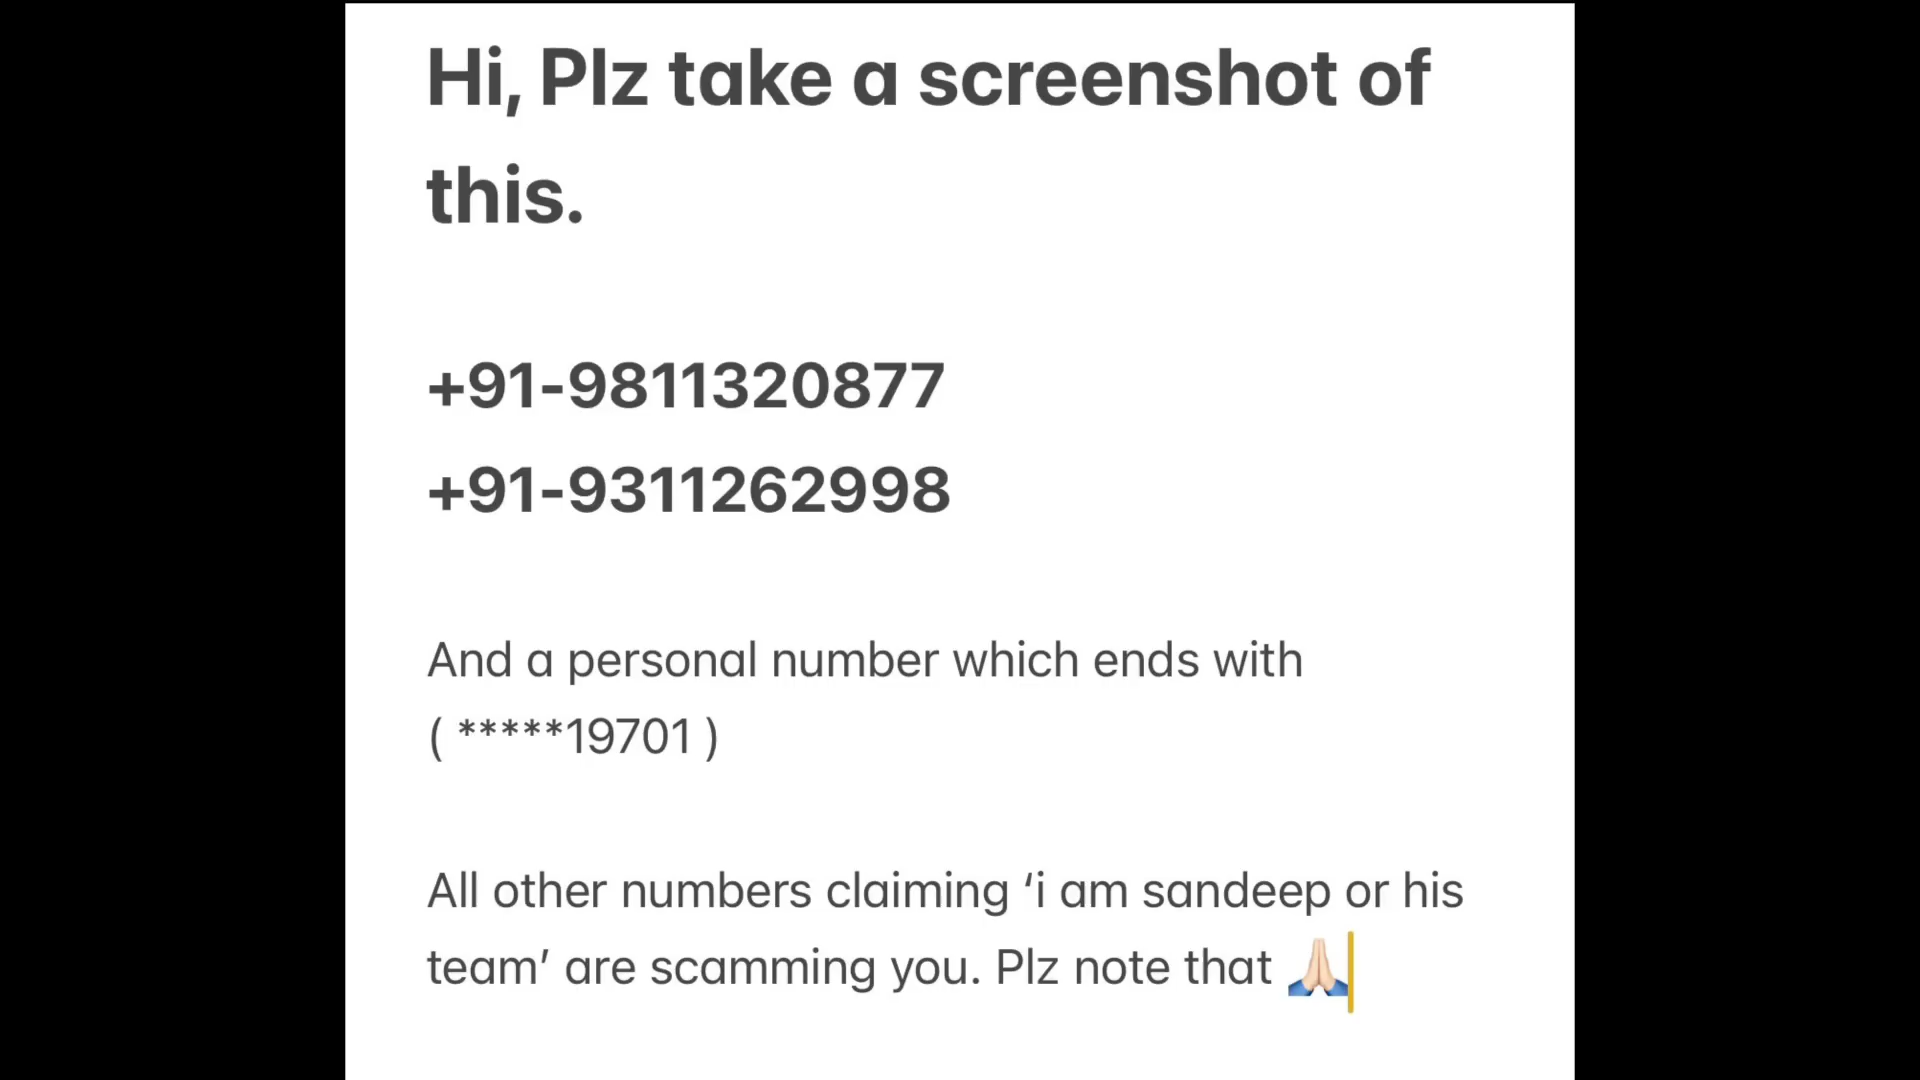 Hi, Plz take a screenshot of
this.
+91-9811320877
+91-9311262998
And a personal number which ends with
( *****19701 )
All other numbers claiming ‘i am sandeep or his
team’ are scamming you. Plz note that 🙏🏻